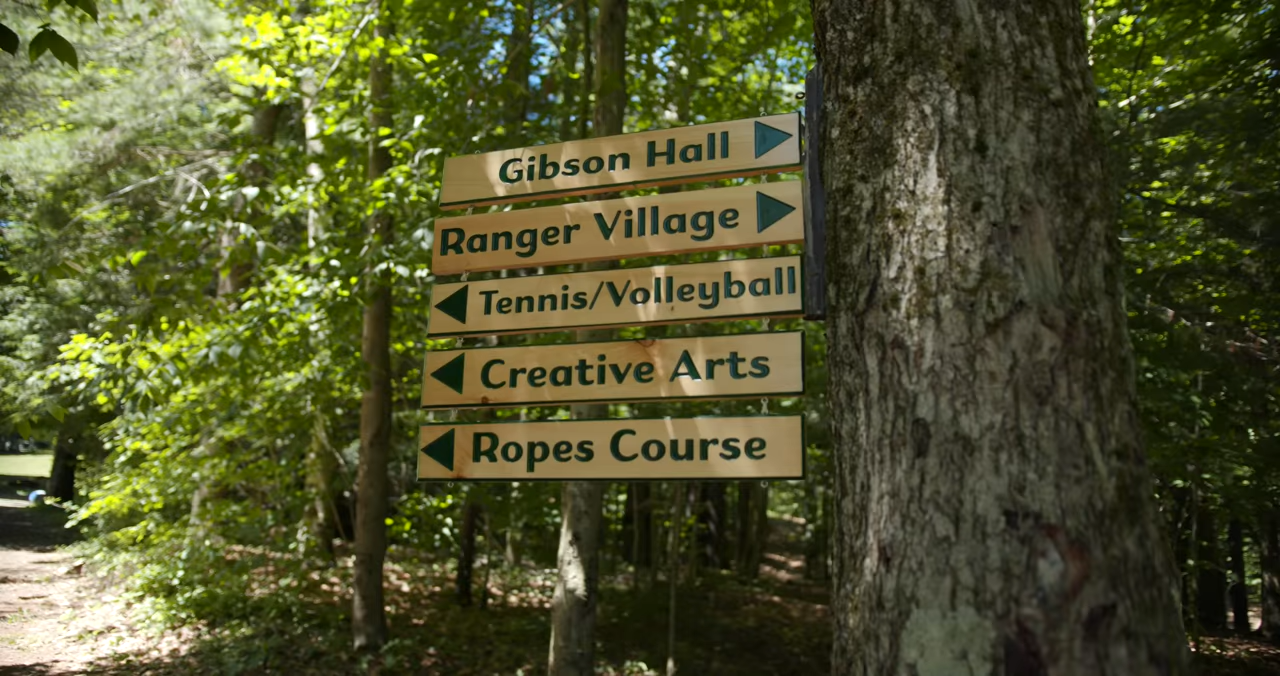 Gibson Hall
Ranger Village
Tennis/Volleyball
Creative Arts
Ropes Course